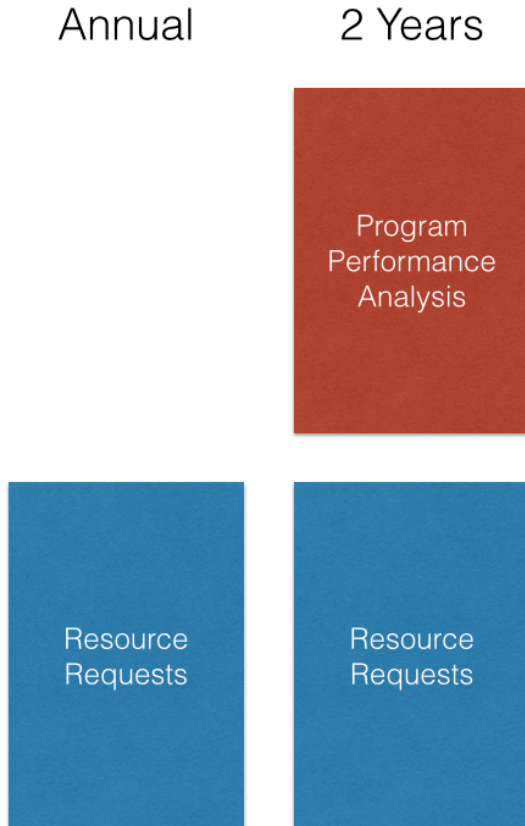 Annual
2 Years
Program
Performance
Analysis
Resource
Requests
Resource
Requests